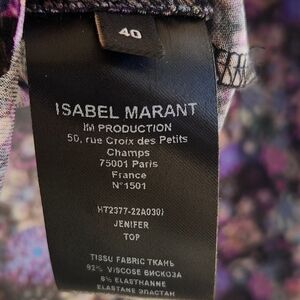 40
ISABEL MARANT
IM PRODUCTION
50, rue Croix des Petits
Champs
75001 Paris
France
N°1501
HT2377-22A030I
JENIFER
TOP
TISSU FABRIC ТКАНЬ
92% VISCOSE ВИСКОЗА
8% ELASTHANNE
ELASTANE ЭЛАСТАН